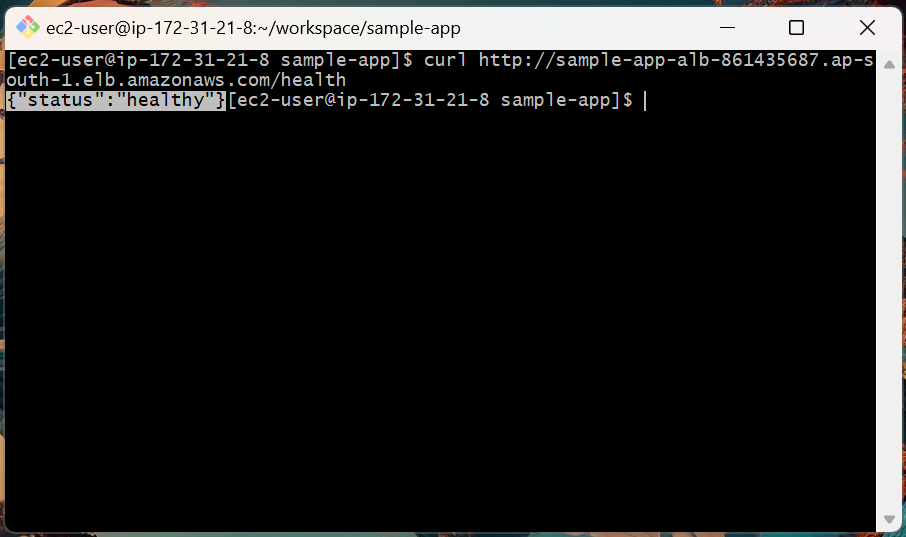 ec2-user@ip-172-31-21-8:~/workspace/sample-app
[ec2-user@ip-172-31-21-8 sample-app]$ curl http://sample-app-alb-861435687.ap-s
outh-1.elb.amazonaws.com/health
{"status":"healthy"}[ec2-user@ip-172-31-21-8 sample-app]$